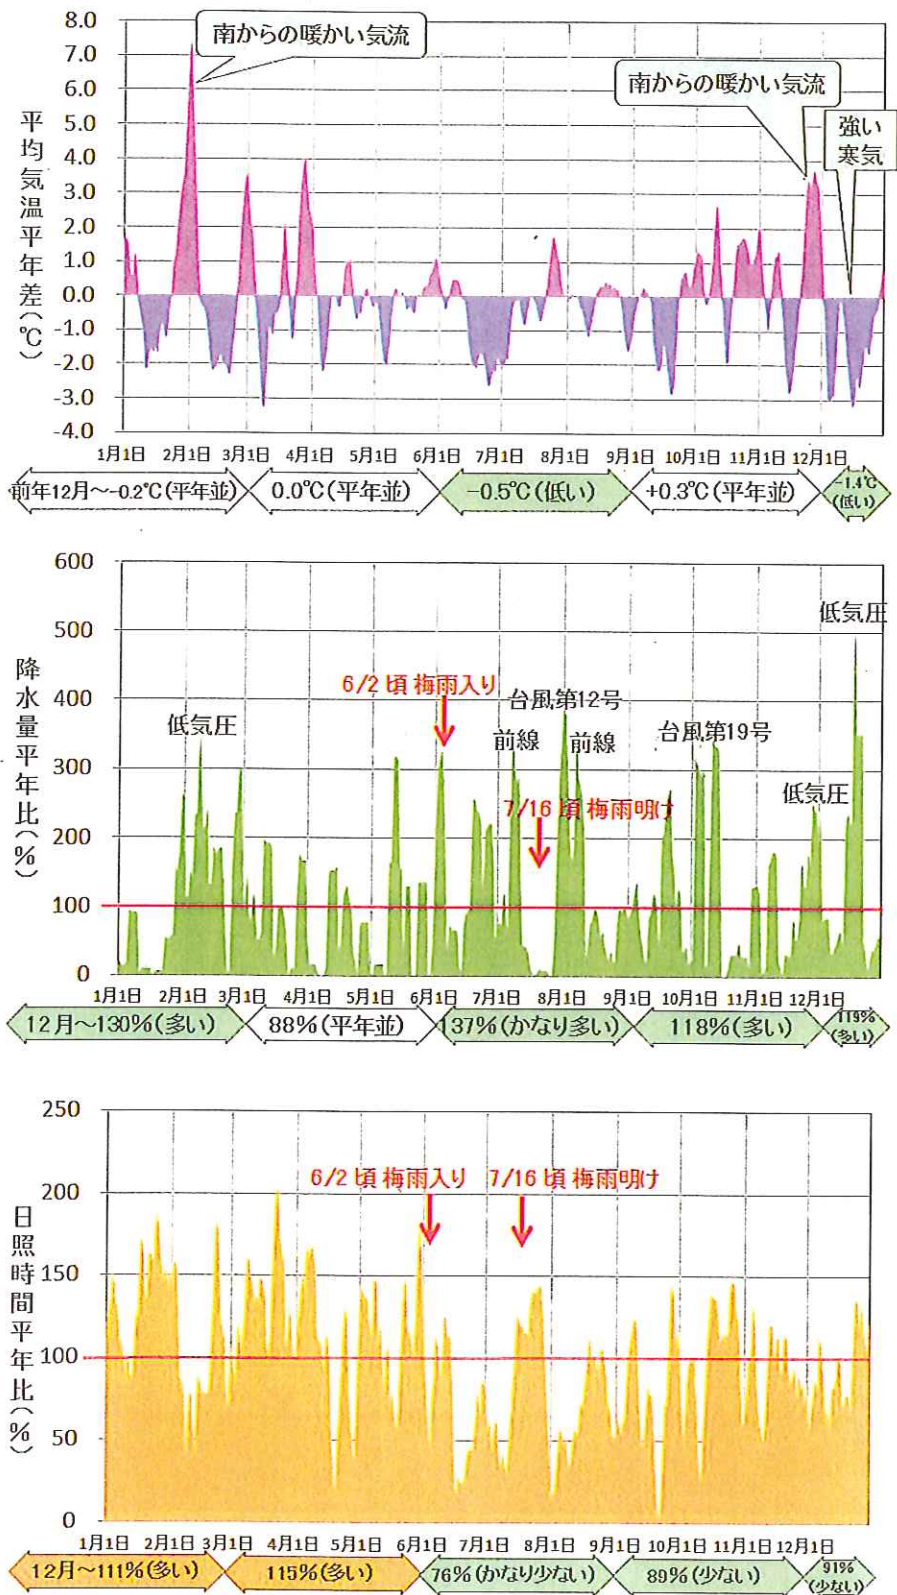 南からの暖かい気流
南からの暖かい気流
強い
寒気
平均気温平年差(℃)
8.0
7.0
6.0
5.0
4.0
3.0
2.0
1.0
0.0
-1.0
-2.0
-3.0
-4.0
1月1日 2月1日 3月1日 4月1日 5月1日 6月1日 7月1日 8月1日 9月1日 10月1日 11月1日 12月1日
前年12月～-0.2℃(平年並) 0.0℃(平年並) -0.5℃(低い) +0.3℃(平年並) -1.4℃
(低い)
降水量平年比(%)
600
500
400
300
200
100
0
低気圧
6/2 頃 梅雨入り
台風第12号
低気圧
前線
前線
台風第19号
7/16 頃 梅雨明け
低気圧
1月1日 2月1日 3月1日 4月1日 5月1日 6月1日 7月1日 8月1日 9月1日 10月1日 11月1日 12月1日
12月～130%(多い) 88%(平年並) 137%(かなり多い) 118%(多い) 119%
(多い)
日照時間平年比(%)
250
200
150
100
50
0
6/2 頃 梅雨入り 7/16 頃 梅雨明け
1月1日 2月1日 3月1日 4月1日 5月1日 6月1日 7月1日 8月1日 9月1日 10月1日 11月1日 12月1日
12月～111%(多い) 115%(多い) 76%(かなり少ない) 89%(少ない) 91%
(少ない)